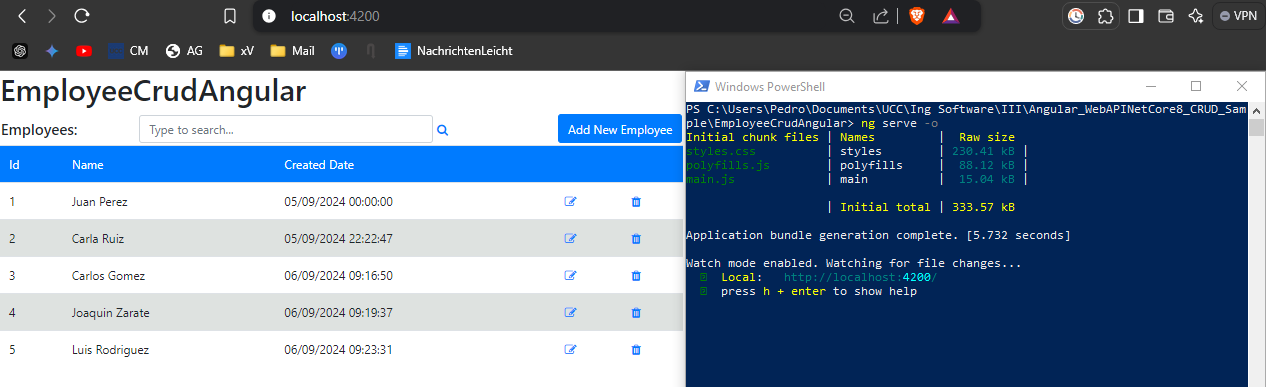 localhost:4200
VPN
CM
AG
xV
Mail
NachrichtenLeicht
EmployeeCrudAngular
Employees:
Type to search...
Add New Employee
Id Name Created Date
1 Juan Perez 05/09/2024 00:00:00
2 Carla Ruiz 05/09/2024 22:22:47
3 Carlos Gomez 06/09/2024 09:16:50
4 Joaquin Zarate 06/09/2024 09:19:37
5 Luis Rodriguez 06/09/2024 09:23:31
Windows PowerShell
PS C:\Users\Pedro\Documents\UCC\Ing Software\III\Angular_WebAPINetCore8_CRUD_Sam
ple\EmployeeCrudAngular> ng serve -o
Initial chunk files | Names | Raw size
styles.css | styles | 230.41 kB |
polyfills.js | polyfills | 88.12 kB |
main.js | main | 15.04 kB |
| Initial total | 333.57 kB
Application bundle generation complete. [5.732 seconds]
Watch mode enabled. Watching for file changes...
Local: http://localhost:4200/
press h + enter to show help